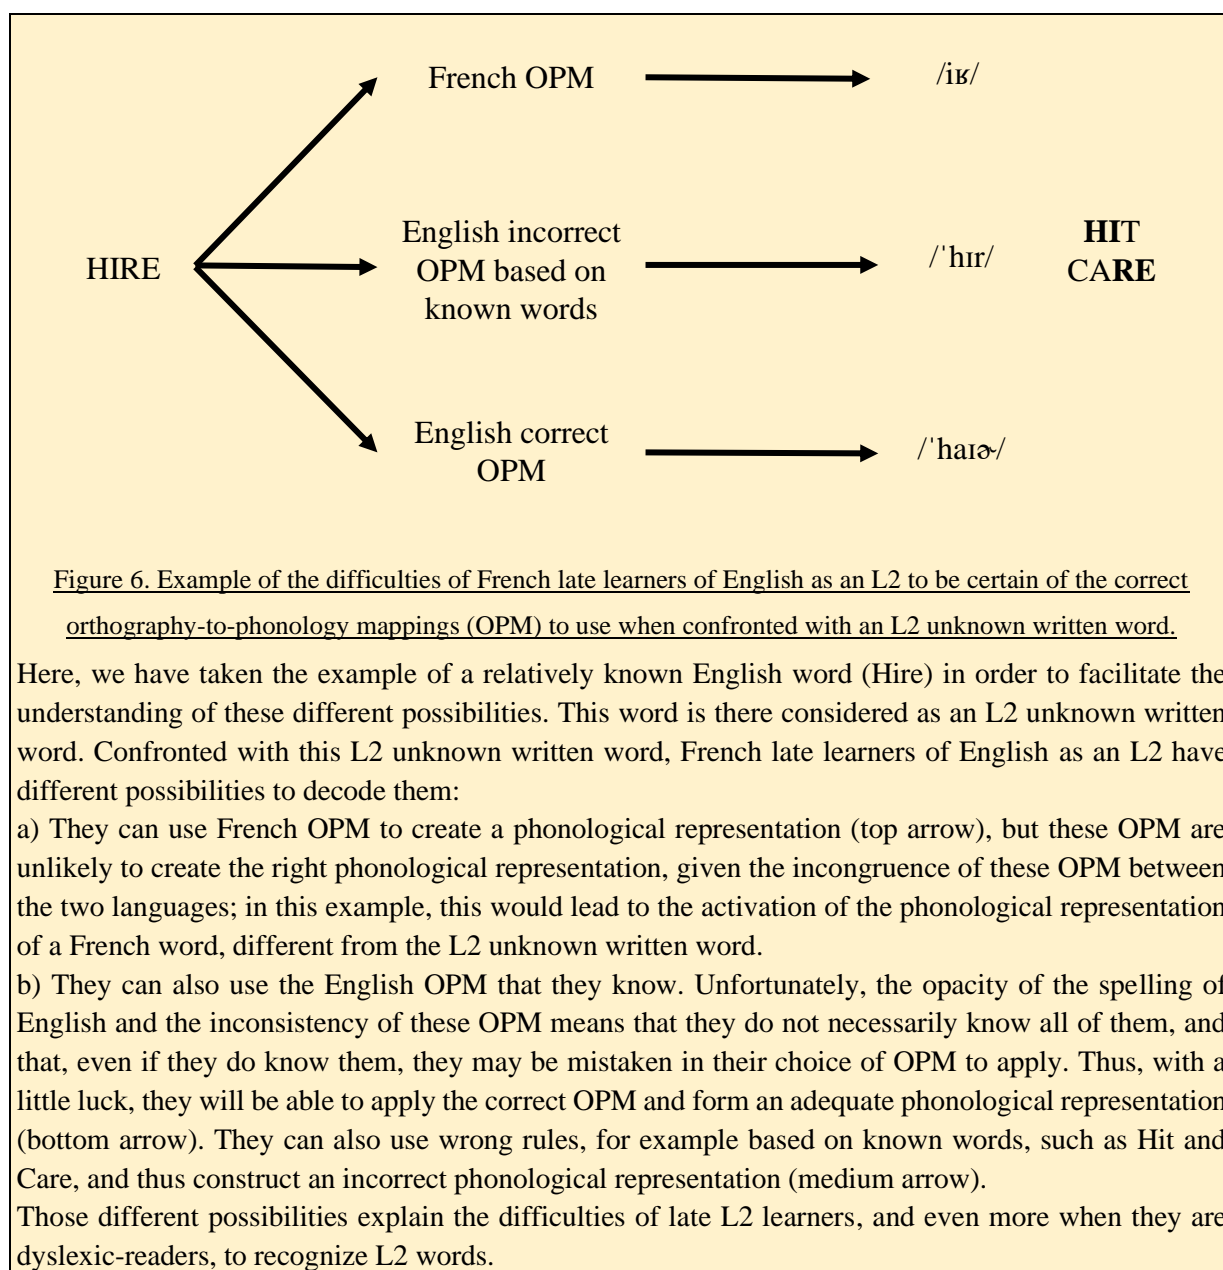 French OPM
/iʁ/
English incorrect
OPM based on
known words
HIRE
/ˈhɪr/
HIT
CARE
English correct
OPM
/ˈhaɪɚ/
Figure 6. Example of the difficulties of French late learners of English as an L2 to be certain of the correct
orthography-to-phonology mappings (OPM) to use when confronted with an L2 unknown written word.
Here, we have taken the example of a relatively known English word (Hire) in order to facilitate the
understanding of these different possibilities. This word is there considered as an L2 unknown written
word. Confronted with this L2 unknown written word, French late learners of English as an L2 have
different possibilities to decode them:
a) They can use French OPM to create a phonological representation (top arrow), but these OPM are
unlikely to create the right phonological representation, given the incongruence of these OPM between
the two languages; in this example, this would lead to the activation of the phonological representation
of a French word, different from the L2 unknown written word.
b) They can also use the English OPM that they know. Unfortunately, the opacity of the spelling of
English and the inconsistency of these OPM means that they do not necessarily know all of them, and
that, even if they do know them, they may be mistaken in their choice of OPM to apply. Thus, with a
little luck, they will be able to apply the correct OPM and form an adequate phonological representation
(bottom arrow). They can also use wrong rules, for example based on known words, such as Hit and
Care, and thus construct an incorrect phonological representation (medium arrow).
Those different possibilities explain the difficulties of late L2 learners, and even more when they are
dyslexic-readers, to recognize L2 words.